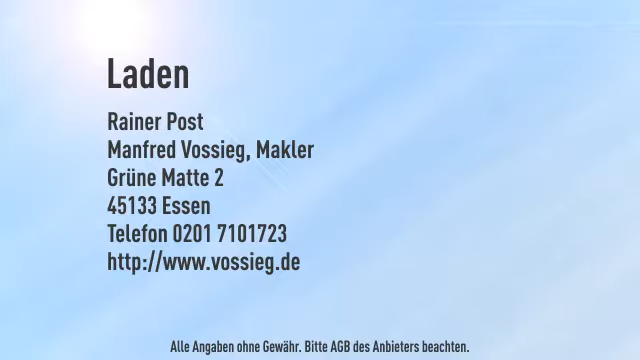 Laden
Rainer Post
Manfred Vossieg, Makler
Grüne Matte 2
45133 Essen
Telefon 0201 7101723
http://www.vossieg.de
Alle Angaben ohne Gewähr. Bitte AGB des Anbieters beachten.